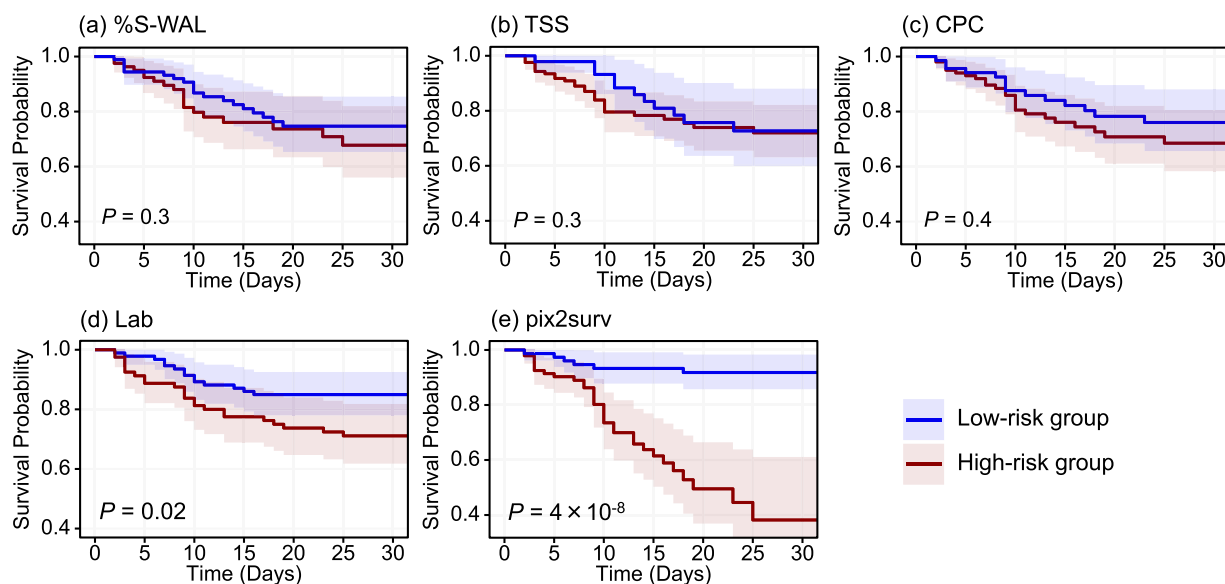 (a) %S-WAL
Survival Probability
1.0
0.8
0.6
0.4
P = 0.3
0 5 10 15 20 25 30
Time (Days)
(b) TSS
Survival Probability
1.0
0.8
0.6
0.4
P = 0.3
0 5 10 15 20 25 30
Time (Days)
(c) CPC
Survival Probability
1.0
0.8
0.6
0.4
P = 0.4
0 5 10 15 20 25 30
Time (Days)
(d) Lab
Survival Probability
1.0
0.8
0.6
0.4
P = 0.02
0 5 10 15 20 25 30
Time (Days)
(e) pix2surv
Survival Probability
1.0
0.8
0.6
0.4
P = 4 × 10⁻⁸
0 5 10 15 20 25 30
Time (Days)
Low-risk group
High-risk group